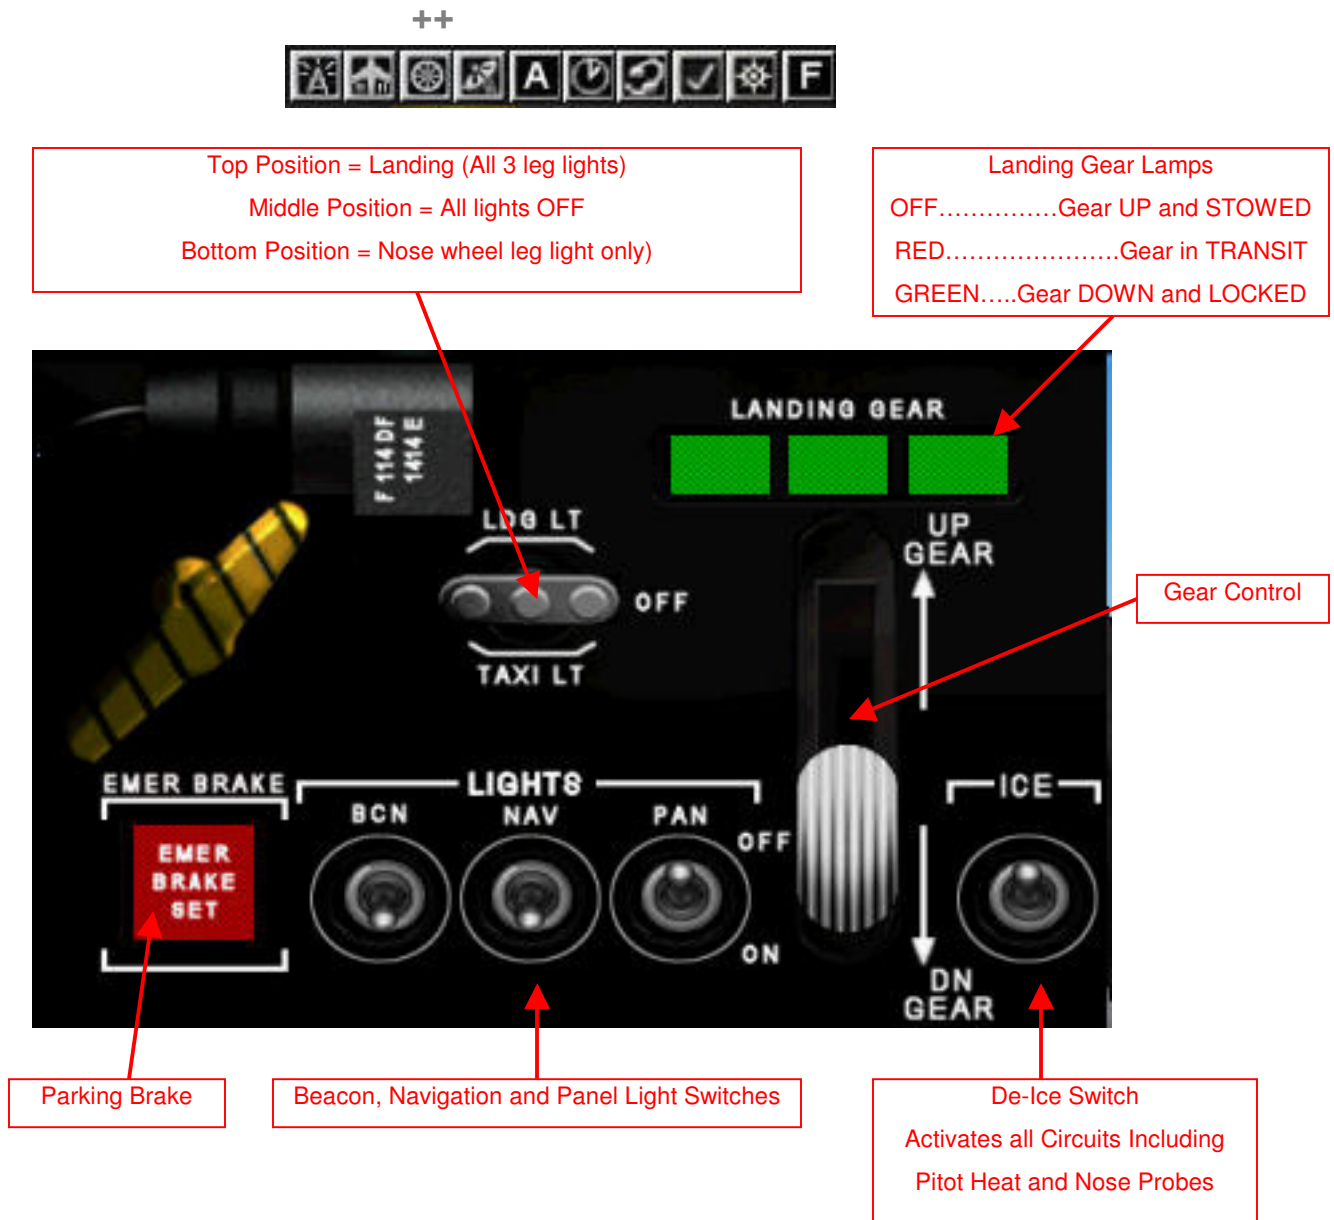 ++
A F
Top Position = Landing (All 3 leg lights)
Middle Position = All lights OFF
Bottom Position = Nose wheel leg light only)
Landing Gear Lamps
OFF……………Gear UP and STOWED
RED………………….Gear in TRANSIT
GREEN…..Gear DOWN and LOCKED
F 114 DF
1414 E
LANDING GEAR
LDG LT
OFF
TAXI LT
UP
GEAR
Gear Control
EMER BRAKE
EMER
BRAKE
SET
LIGHTS
BCN NAV PAN
OFF
ON
ICE
DN
GEAR
Parking Brake
Beacon, Navigation and Panel Light Switches
De-Ice Switch
Activates all Circuits Including
Pitot Heat and Nose Probes